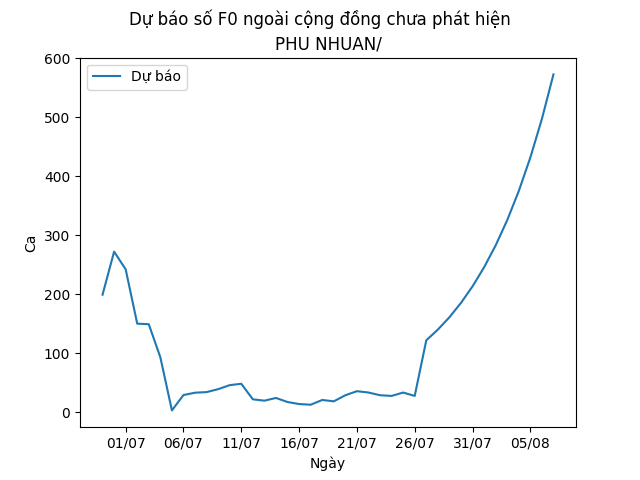 Dự báo số F0 ngoài cộng đồng chưa phát hiện
PHU NHUAN/
Dự báo
600
500
400
300
200
100
0
Ca
01/07 06/07 11/07 16/07 21/07 26/07 31/07 05/08
Ngày